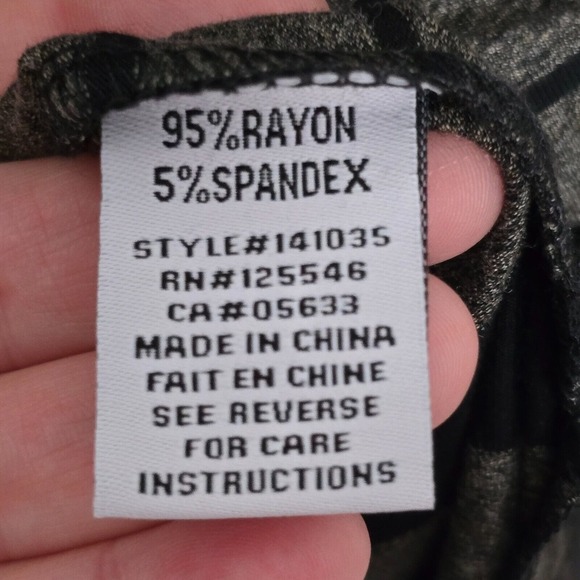 95%RAYON
5%SPANDEX
STYLE#141035
RN#125546
CA#05633
MADE IN CHINA
FAIT EN CHINE
SEE REVERSE
FOR CARE
INSTRUCTIONS